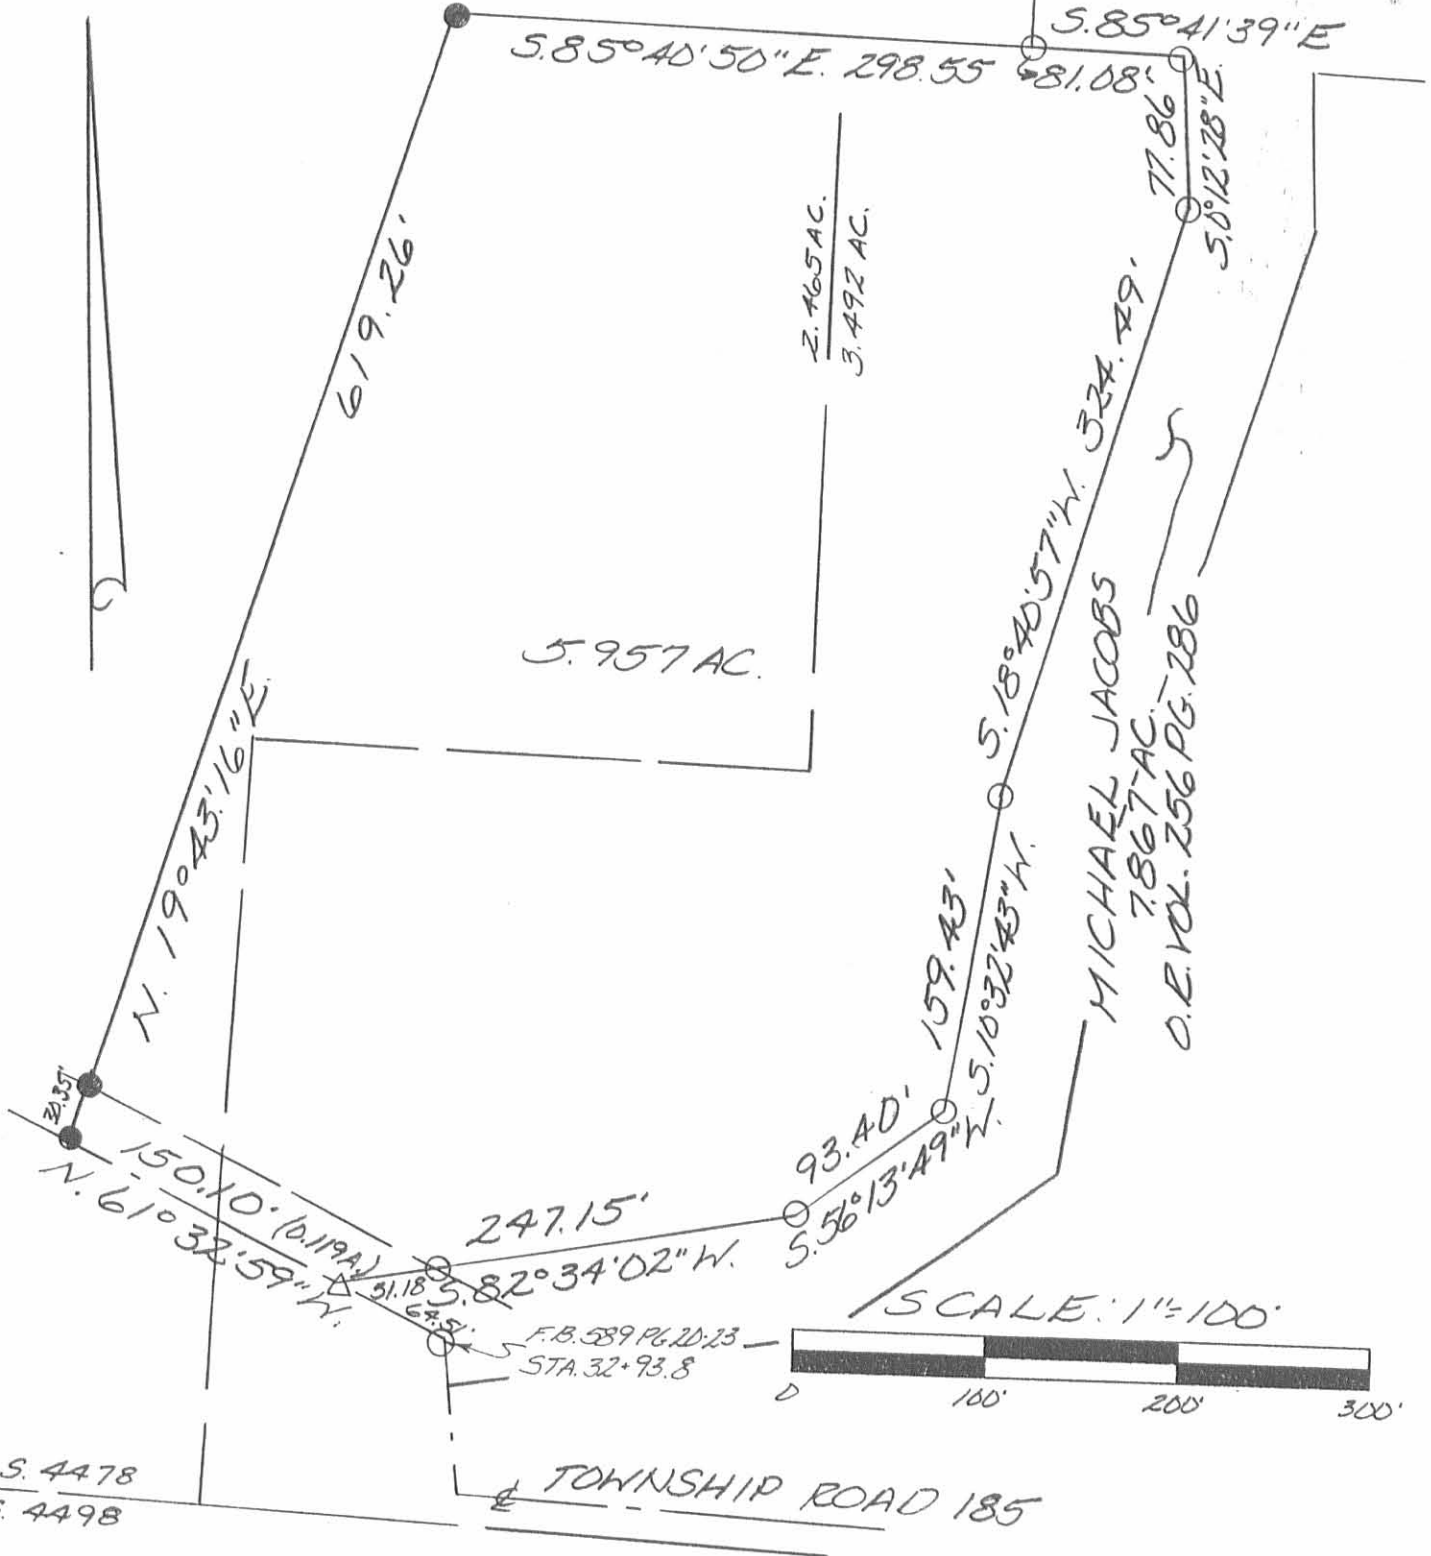 S.85°41'39"E
S.85°40'50"E. 298.55
81.08'
77.86
S.0°12'28"E.
619.26'
2.465 AC.
3.492 AC.
324.49'
S.18°40'57"W.
5.957 AC.
N. 19°43'16"E.
MICHAEL JACOBS
7.867-AC.
O.R. VOL. 256 PG. 286
159.43'
S.10°32'43"W.
30.35'
93.40'
S.56°13'49"W.
150.10' (0.119A.)
N. 61°32'59"W.
247.15'
S.82°34'02"W.
31.18
64.51'
F.B. 589 PG. 20-23
STA. 32+93.8
SCALE: 1"=100'
0 100' 200' 300'
S. 4478
4498
TOWNSHIP ROAD 185